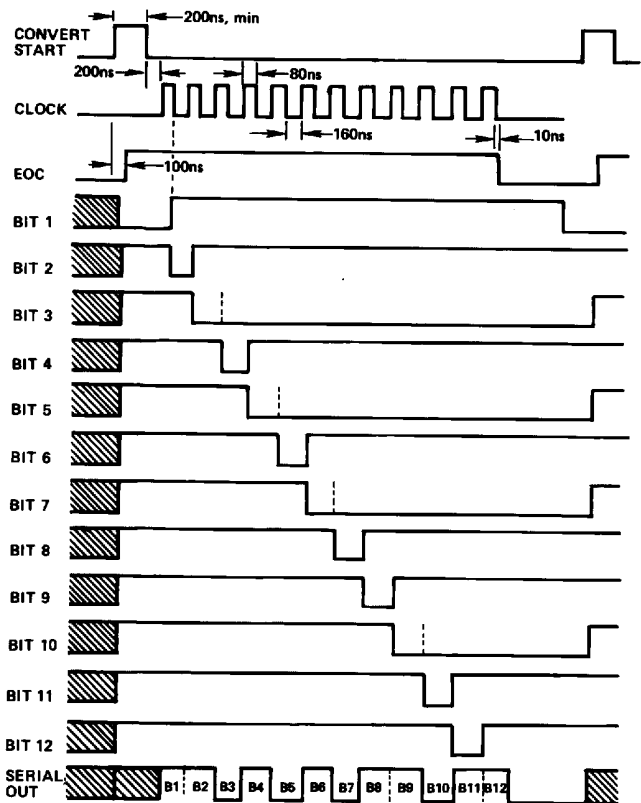 200ns, min
CONVERT
START
200ns
80ns
CLOCK
160ns
10ns
EOC
100ns
BIT 1
BIT 2
BIT 3
BIT 4
BIT 5
BIT 6
BIT 7
BIT 8
BIT 9
BIT 10
BIT 11
BIT 12
SERIAL
OUT
B1 B2 B3 B4 B5 B6 B7 B8 B9 B10 B11 B12